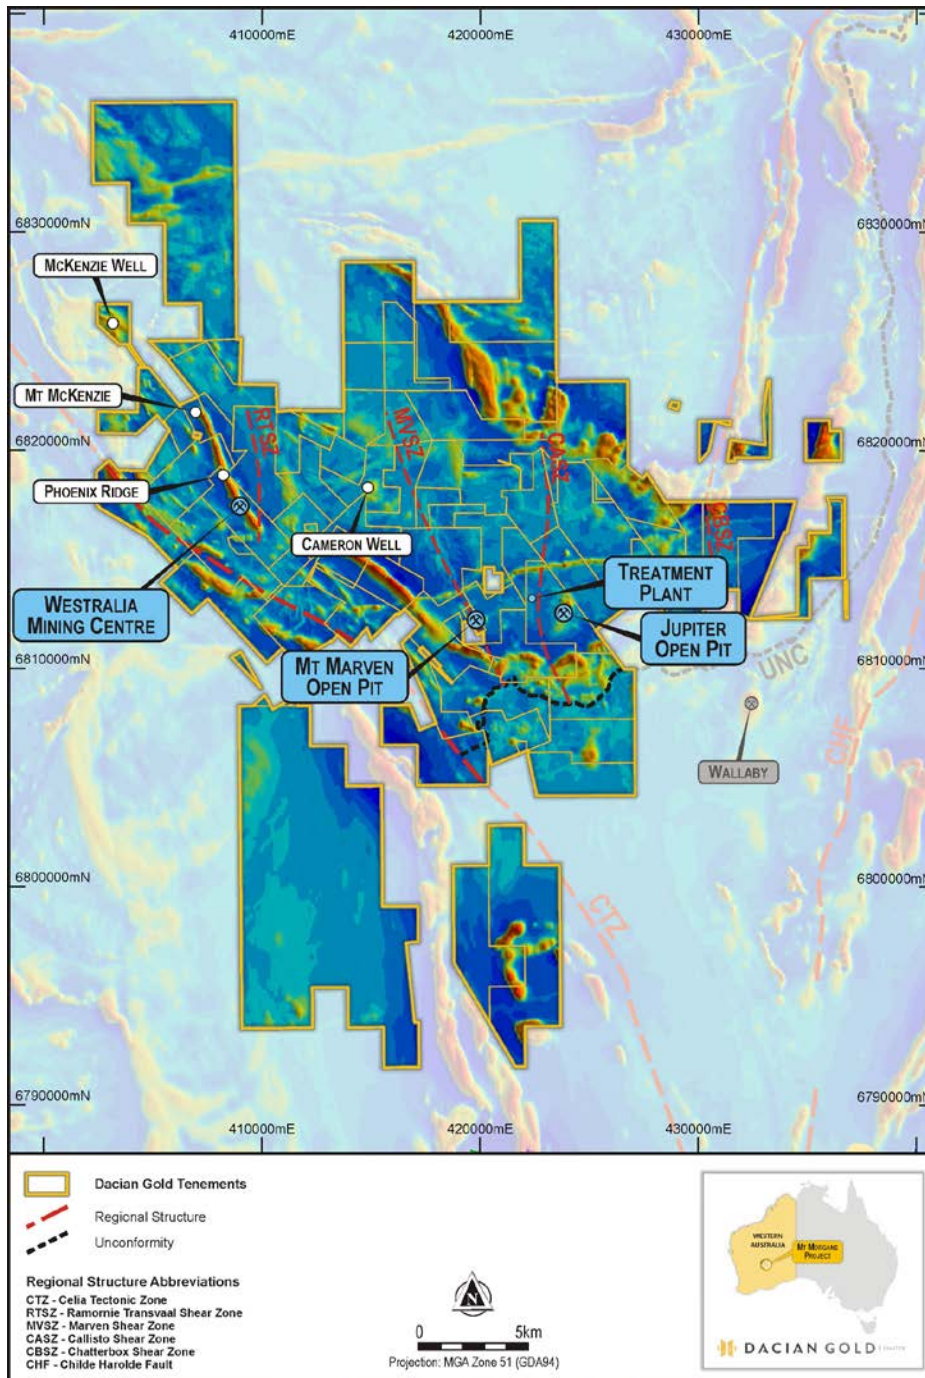 410000mE
420000mE
430000mE
6830000mN
6830000mN
MCKENZIE WELL
MT MCKENZIE
RTSZ
MVSZ
CASZ
6820000mN
6820000mN
PHOENIX RIDGE
CBSZ
CAMERON WELL
WESTRALIA
MINING CENTRE
TREATMENT
PLANT
JUPITER
OPEN PIT
MT MARVEN
OPEN PIT
6810000mN
6810000mN
UNC
WALLABY
CHF
6800000mN
6800000mN
CTZ
6790000mN
6790000mN
410000mE
420000mE
430000mE
Dacian Gold Tenements
Regional Structure
Unconformity
Regional Structure Abbreviations
CTZ - Celia Tectonic Zone
RTSZ - Ramornie Transvaal Shear Zone
MVSZ - Marven Shear Zone
CASZ - Callisto Shear Zone
CBSZ - Chatterbox Shear Zone
CHF - Childe Harolde Fault
N
0 5km
Projection: MGA Zone 51 (GDA94)
WESTERN
AUSTRALIA
MT MORGANS
PROJECT
DACIAN GOLD